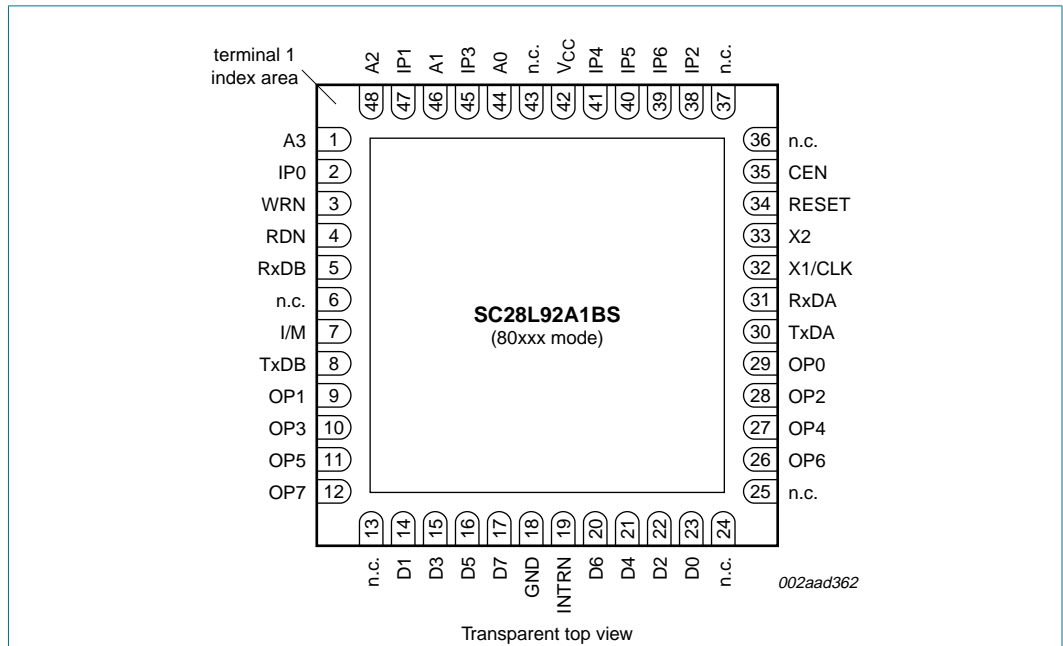 terminal 1
index area
A2
IP1
A1
IP3
A0
n.c.
VCC
IP4
IP5
IP6
IP2
n.c.
48
47
46
45
44
43
42
41
40
39
38
37
A3 1
IP0 2
WRN 3
RDN 4
RxDB 5
n.c. 6
I/M 7
TxDB 8
OP1 9
OP3 10
OP5 11
OP7 12
SC28L92A1BS
(80xxx mode)
36 n.c.
35 CEN
34 RESET
33 X2
32 X1/CLK
31 RxDA
30 TxDA
29 OP0
28 OP2
27 OP4
26 OP6
25 n.c.
13
14
15
16
17
18
19
20
21
22
23
24
n.c.
D1
D3
D5
D7
GND
INTRN
D6
D4
D2
D0
n.c.
002aad362
Transparent top view